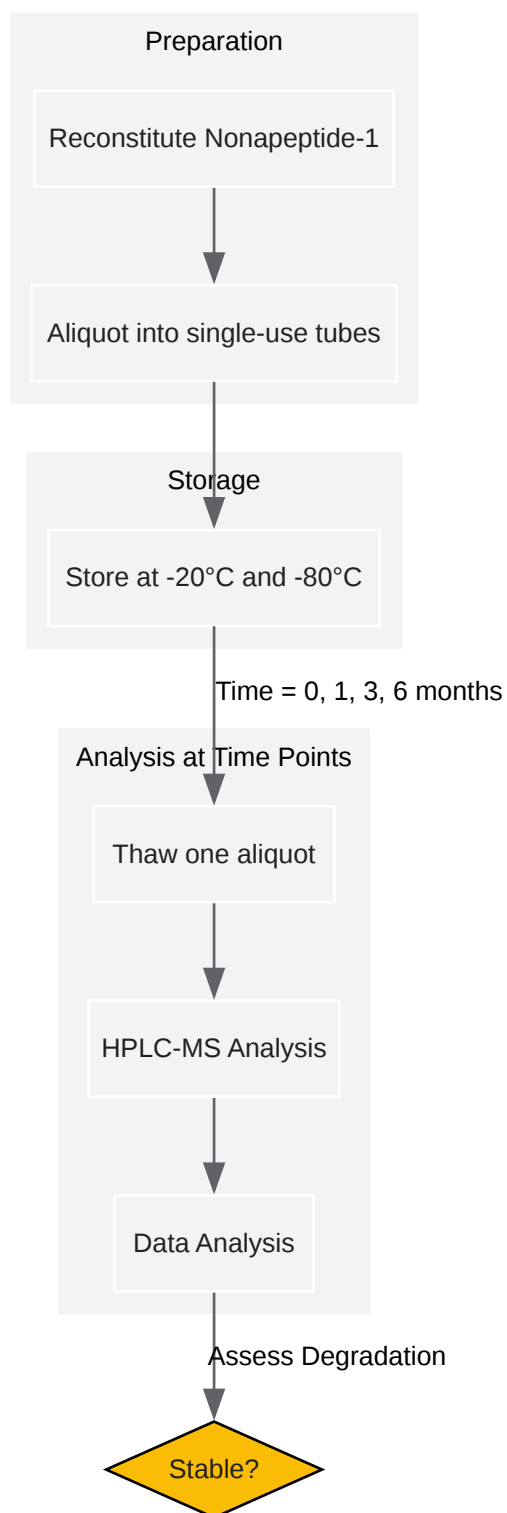 Preparation
Reconstitute Nonapeptide-1
Aliquot into single-use tubes
Storage
Store at -20°C and -80°C
Time = 0, 1, 3, 6 months
Analysis at Time Points
Thaw one aliquot
HPLC-MS Analysis
Data Analysis
Assess Degradation
Stable?